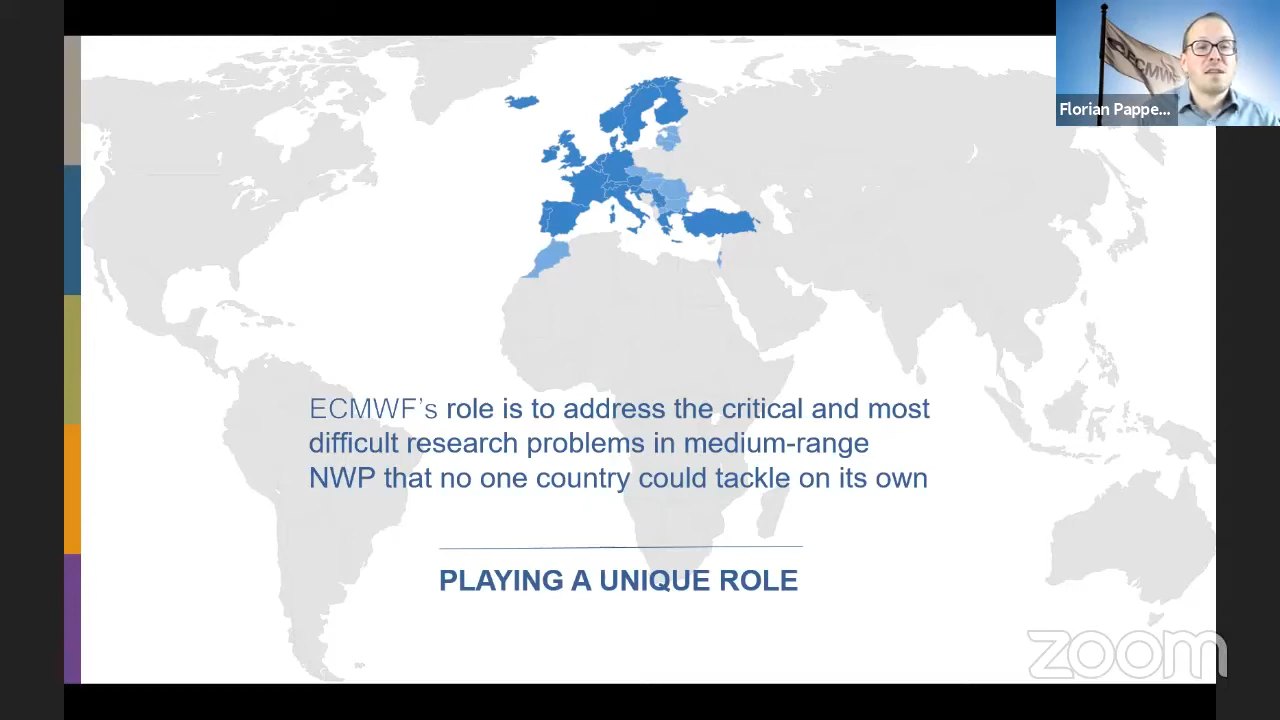 ECMWF
Florian Pappe...
ECMWF's role is to address the critical and most
difficult research problems in medium-range
NWP that no one country could tackle on its own
PLAYING A UNIQUE ROLE
zoom